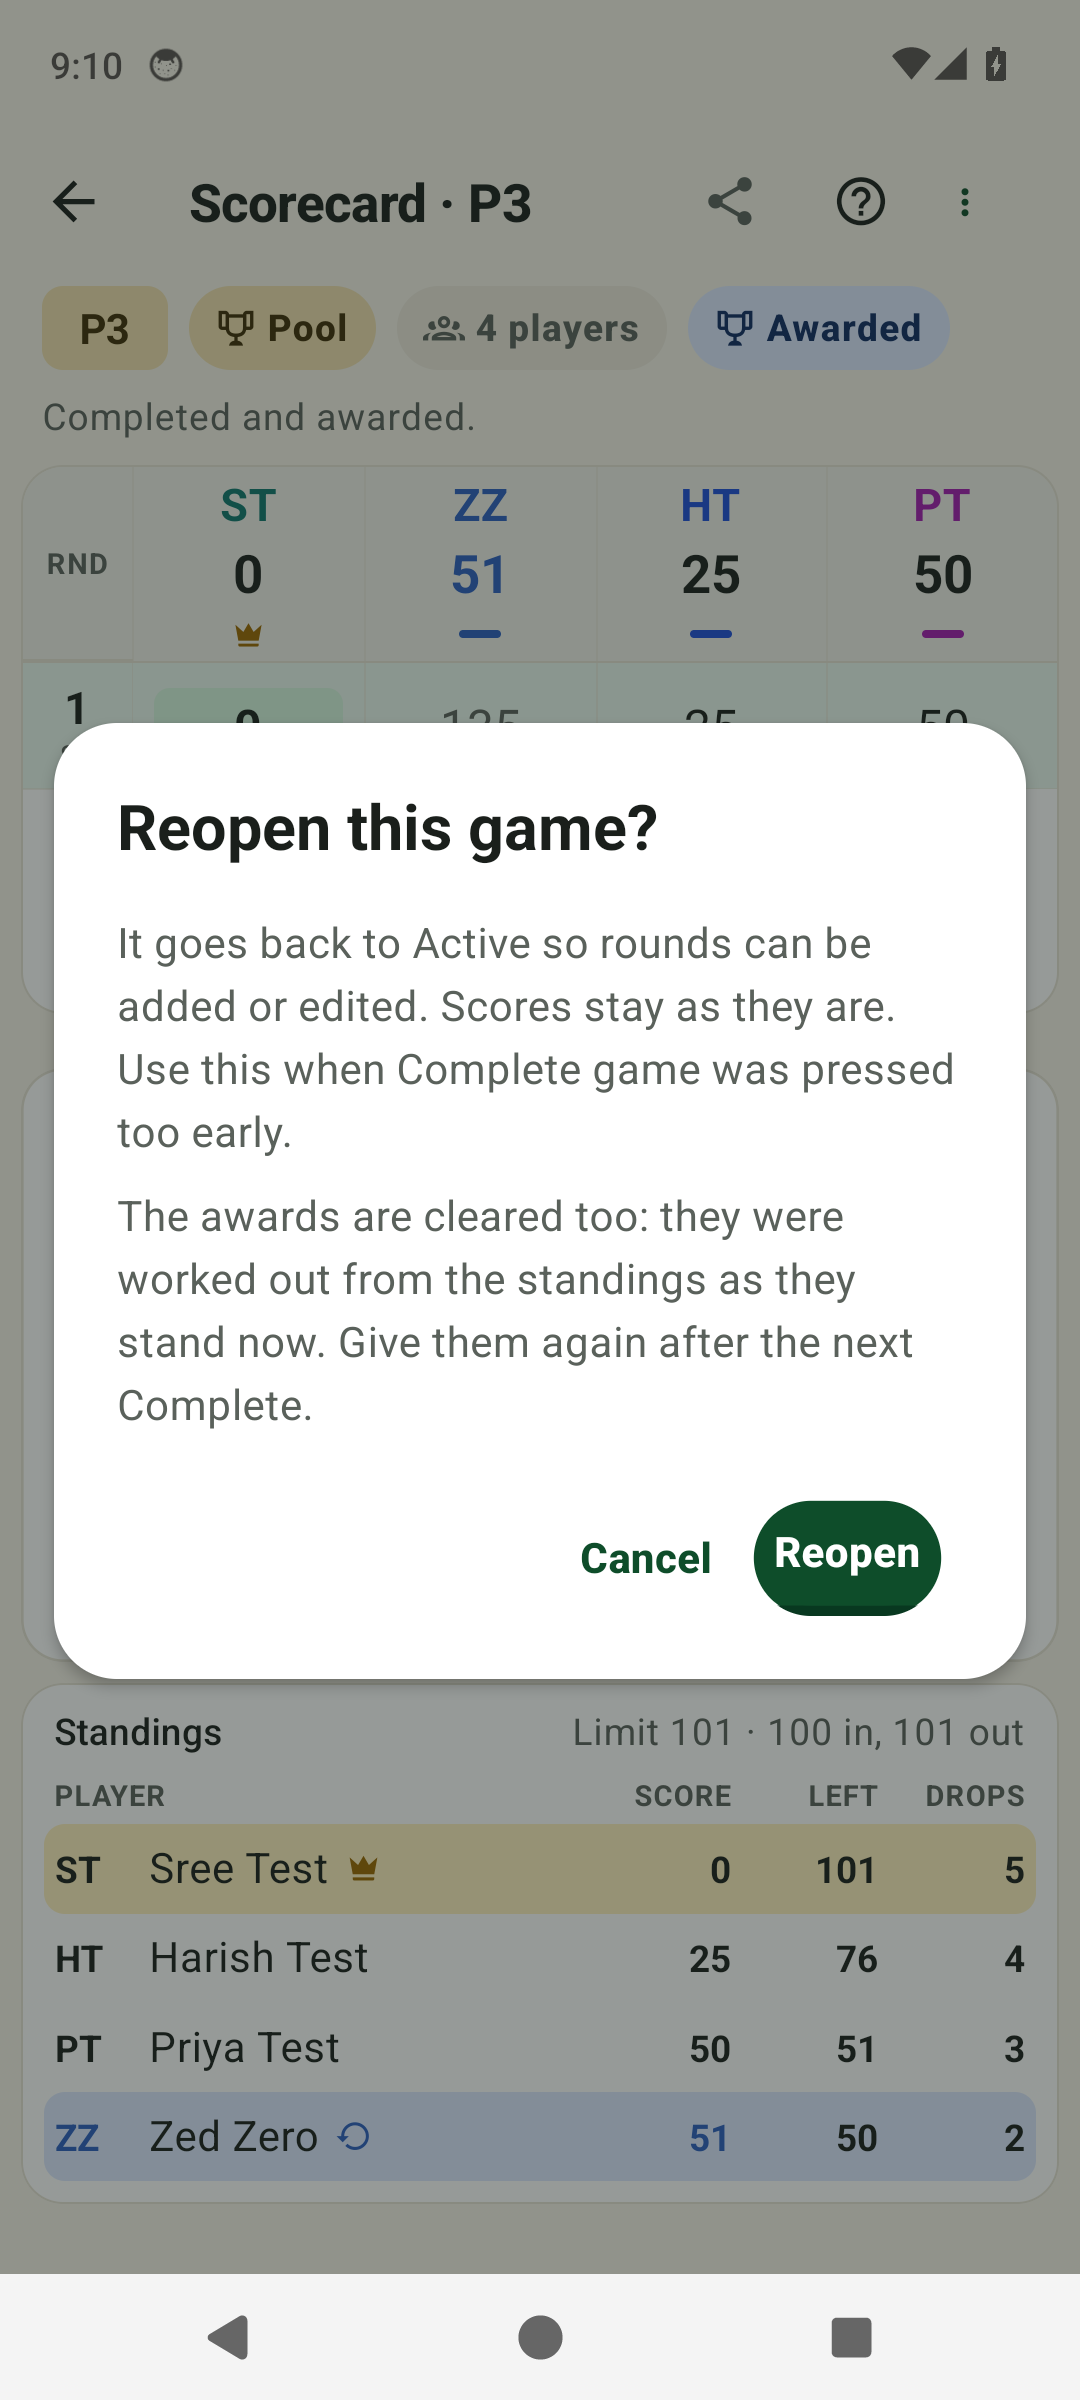 9:10
Scorecard · P3
P3
Pool
4 players
Awarded
Completed and awarded.
ST ZZ HT PT
RND 0 51 25 50
1
Reopen this game?
It goes back to Active so rounds can be
added or edited. Scores stay as they are.
Use this when Complete game was pressed
too early.
The awards are cleared too: they were
worked out from the standings as they
stand now. Give them again after the next
Complete.
Cancel Reopen
Standings Limit 101 · 100 in, 101 out
PLAYER SCORE LEFT DROPS
ST Sree Test 0 101 5
HT Harish Test 25 76 4
PT Priya Test 50 51 3
ZZ Zed Zero 51 50 2